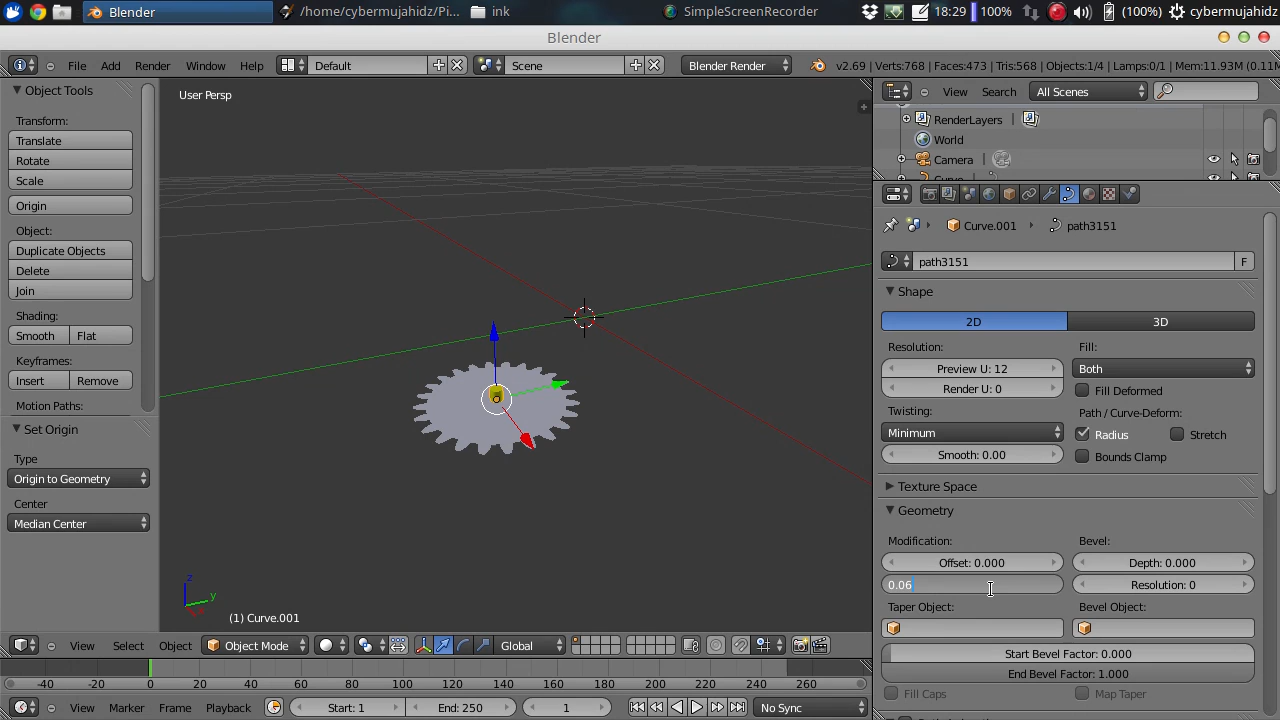 Blender
/home/cybermujahidz/Pi...
ink
SimpleScreenRecorder
18:29
100%
(100%)
cybermujahidz
Blender
File
Add
Render
Window
Help
Default
Scene
Blender Render
v2.69 | Verts:768 | Faces:473 | Tris:568 | Objects:1/4 | Lamps:0/1 | Mem:11.93M (0.11M
Object Tools
Transform:
Translate
Rotate
Scale
Origin
Object:
Duplicate Objects
Delete
Join
Shading:
Smooth
Flat
Keyframes:
Insert
Remove
Motion Paths:
Set Origin
Type
Origin to Geometry
Center
Median Center
User Persp
z
y
(1) Curve.001
View
Select
Object
Object Mode
Global
-40
-20
0
20
40
60
80
100
120
140
160
180
200
220
240
260
280
View
Marker
Frame
Playback
Start: 1
End: 250
1
No Sync
View
Search
All Scenes
RenderLayers
World
Camera
Curve.001
path3151
path3151
F
Shape
2D
3D
Resolution:
Fill:
Preview U: 12
Both
Render U: 0
Fill Deformed
Twisting:
Path / Curve-Deform:
Minimum
Radius
Stretch
Smooth: 0.00
Bounds Clamp
Texture Space
Geometry
Modification:
Bevel:
Offset: 0.000
Depth: 0.000
0.06
Resolution: 0
Taper Object:
Bevel Object:
Start Bevel Factor: 0.000
End Bevel Factor: 1.000
Fill Caps
Map Taper